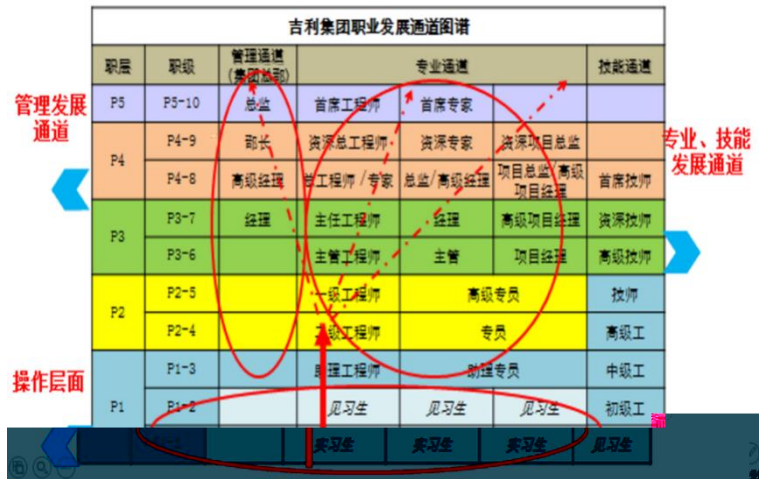 吉利集团职业发展通道图谱
职层 职级 管理通道 专业通道 技能通道
(集团总部)
管理发展
通道
P5 P5-10 总监 首席工程师 首席专家
P4 P4-9 部长 资深总工程师 资深专家 资深项目总监
专业、技能
发展通道
P4-8 高级经理 总工程师/专家 总监/高级经理 项目总监/高级 首席技师
项目经理
P3 P3-7 经理 主任工程师 经理 高级项目经理 资深技师
P3-6 主管工程师 主管 项目经理 高级技师
P2 P2-5 一级工程师 高级专员 技师
P2-4 二级工程师 专员 高级工
操作层面
P1 P1-3 助理工程师 助理专员 中级工
P1-2 见习生 见习生 见习生 初级工
实习生 实习生 实习生 见习生